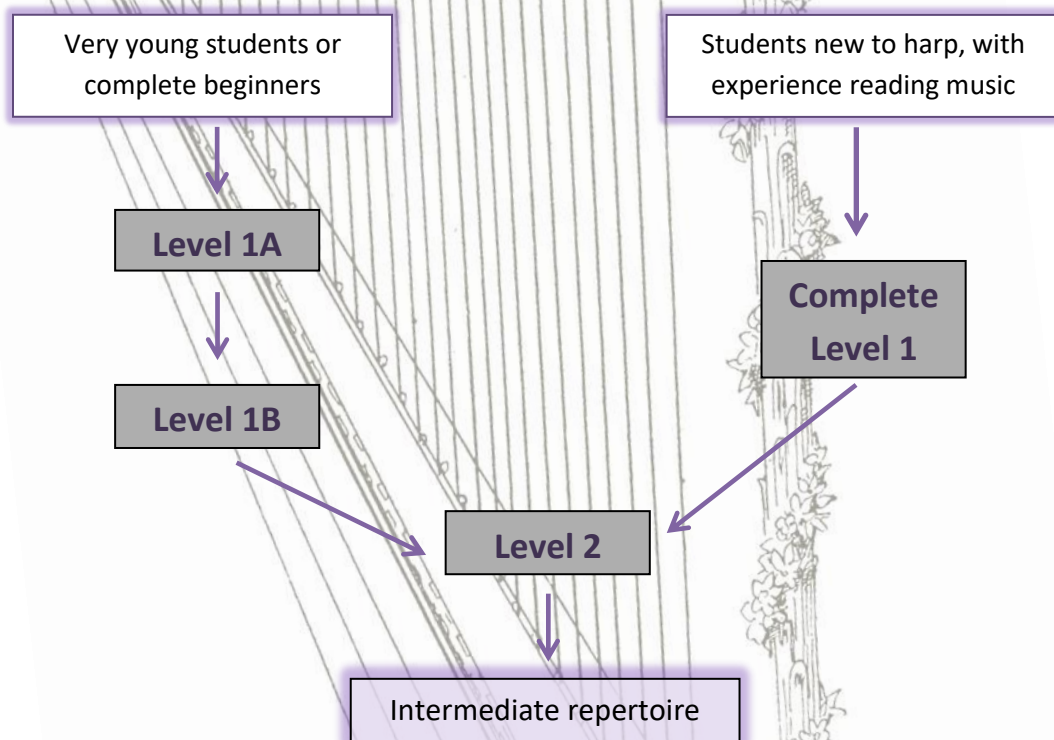 Very young students or
complete beginners
Students new to harp, with
experience reading music
Level 1A
Complete
Level 1
Level 1B
Level 2
Intermediate repertoire